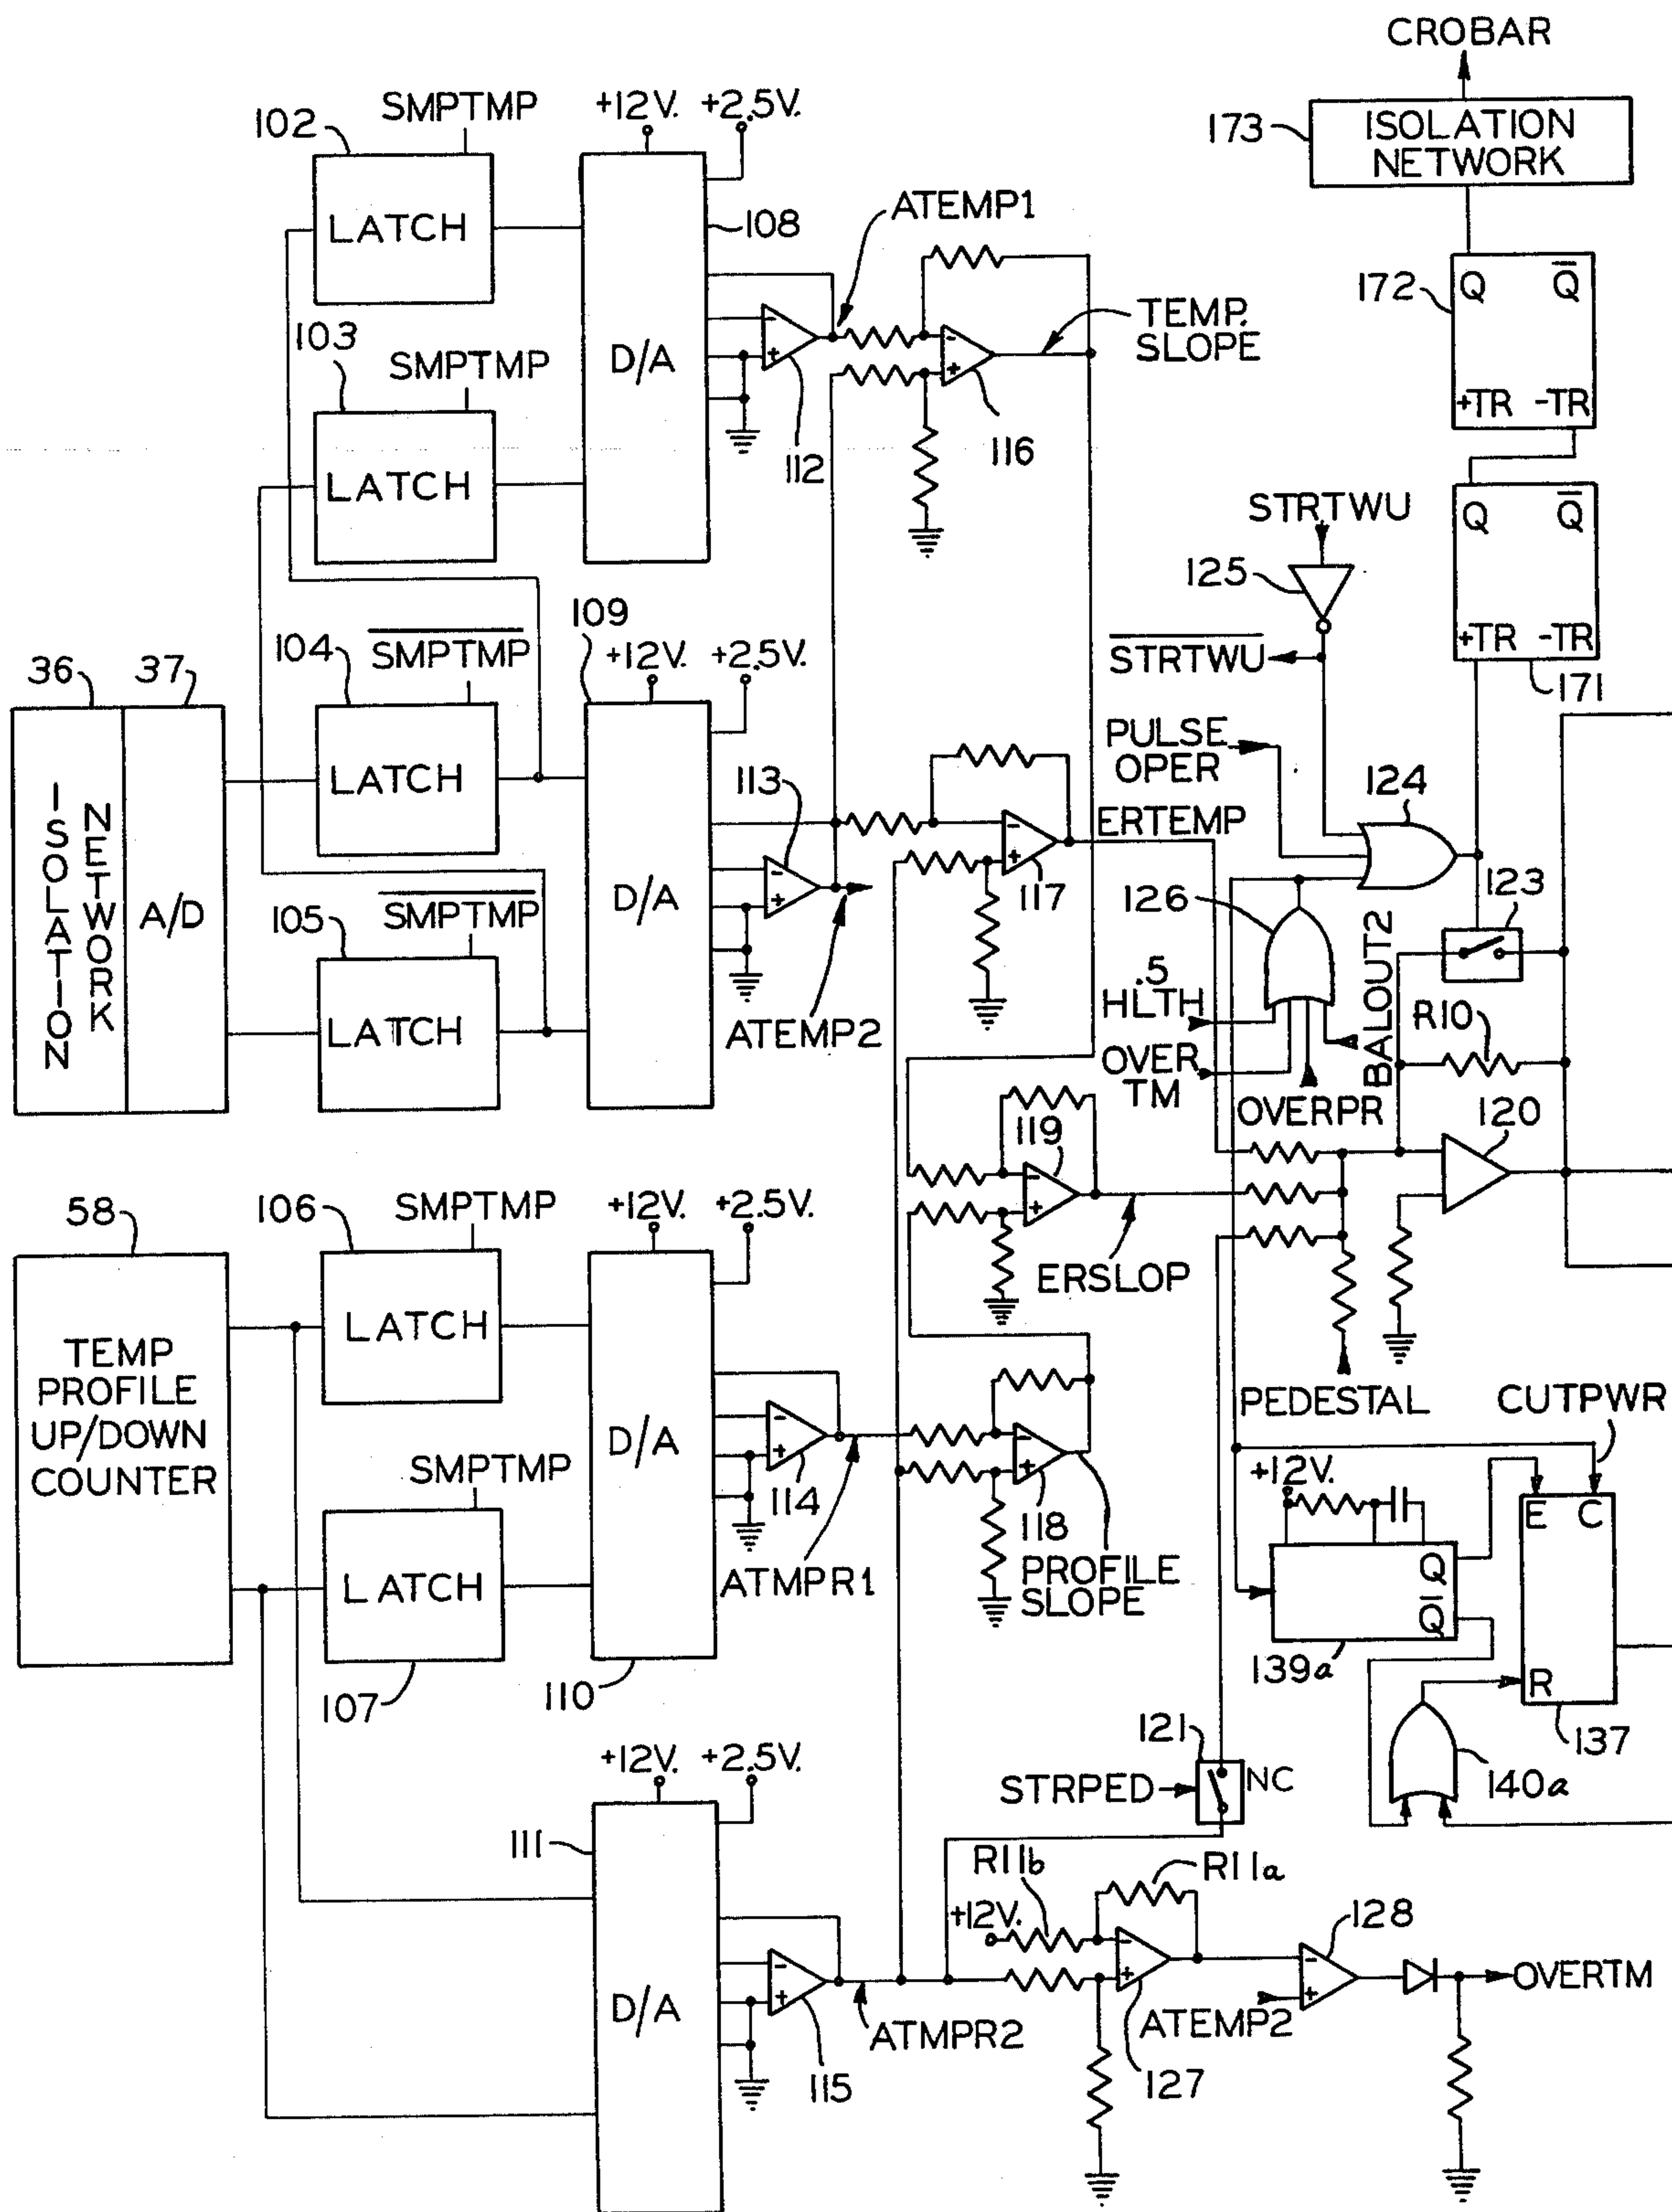 CROBAR
173
ISOLATION
NETWORK
102
SMPTMP
+12V. +2.5V.
LATCH
108
ATEMP1
172
Q Q̅
+TR -TR
103
SMPTMP
LATCH
D/A
-
+
112
-
+
116
TEMP.
SLOPE
STRTWU
125
S̅T̅R̅T̅W̅U̅
Q Q̅
+TR -TR
171
36
37
ISOLATION
NETWORK
A/D
104
S̅M̅P̅T̅M̅P̅
LATCH
109
+12V. +2.5V.
D/A
105
S̅M̅P̅T̅M̅P̅
LATCH
113
-
+
ATEMP2
-
+
117
ERTEMP
PULSE
OPER
124
123
126
.5
HLTH
OVER
TM
OVERPR
BALOUT2
R10
120
119
-
+
ERSLOP
PEDESTAL
58
TEMP
PROFILE
UP/DOWN
COUNTER
106
SMPTMP
LATCH
+12V. +2.5V.
D/A
110
SMPTMP
LATCH
107
-
+
114
ATMPR1
-
+
118
PROFILE
SLOPE
CUTPWR
+12V.
Q
Q̅
139a
E C
R
137
140a
121
STRPED
NC
+12V. +2.5V.
111
D/A
-
+
115
ATMPR2
R11b
R11a
+12V.
-
+
127
ATEMP2
-
+
128
OVERTM